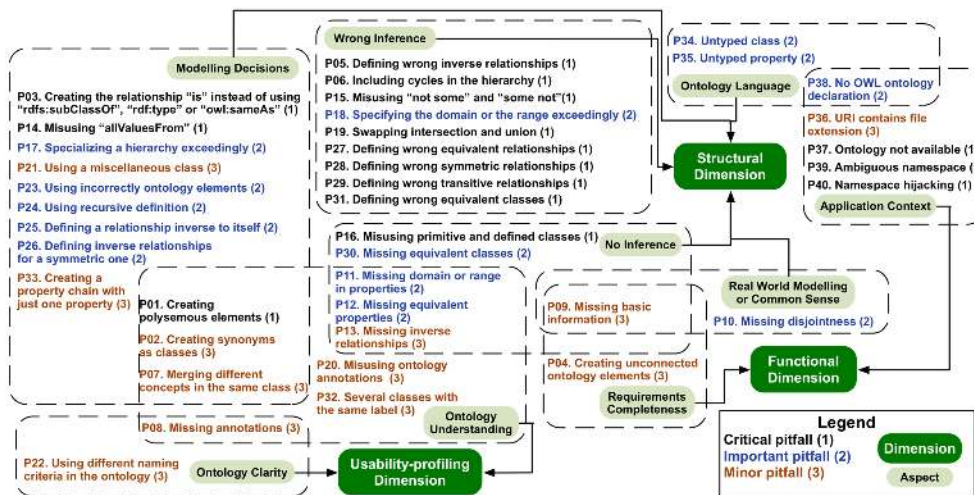 Modelling Decisions
P03. Creating the relationship "is" instead of using
"rdfs:subClassOf", "rdf:type" or "owl:sameAs" (1)
P14. Misusing "allValuesFrom" (1)
P17. Specializing a hierarchy exceedingly (2)
P21. Using a miscellaneous class (3)
P23. Using incorrectly ontology elements (2)
P24. Using recursive definition (2)
P25. Defining a relationship inverse to itself (2)
P26. Defining inverse relationships
for a symmetric one (2)
P33. Creating a
property chain with
just one property (3)
P01. Creating
polysemous elements (1)
P02. Creating synonyms
as classes (3)
P07. Merging different
concepts in the same class (3)
P08. Missing annotations (3)
P22. Using different naming
criteria in the ontology (3)
Ontology Clarity
Wrong Inference
P05. Defining wrong inverse relationships (1)
P06. Including cycles in the hierarchy (1)
P15. Misusing "not some" and "some not"(1)
P18. Specifying the domain or the range exceedingly (2)
P19. Swapping intersection and union (1)
P27. Defining wrong equivalent relationships (1)
P28. Defining wrong symmetric relationships (1)
P29. Defining wrong transitive relationships (1)
P31. Defining wrong equivalent classes (1)
P16. Misusing primitive and defined classes (1)
No Inference
P30. Missing equivalent classes (2)
P11. Missing domain or range
in properties (2)
P12. Missing equivalent
properties (2)
P13. Missing inverse
relationships (3)
P20. Misusing ontology
annotations (3)
P32. Several classes with
the same label (3)
Ontology
Understanding
Usability-profiling
Dimension
P34. Untyped class (2)
P35. Untyped property (2)
Ontology Language
Structural
Dimension
P38. No OWL ontology
declaration (2)
P36. URI contains file
extension (3)
P37. Ontology not available (1)
P39. Ambiguous namespace (
P40. Namespace hijacking (1)
Application Context
Real World Modelling
or Common Sense
P09. Missing basic
information (3)
P10. Missing disjointness (2)
P04. Creating unconnected
ontology elements (3)
Requirements
Completeness
Functional
Dimension
Legend
Critical pitfall (1)
Important pitfall (2)
Minor pitfall (3)
Dimension
Aspect